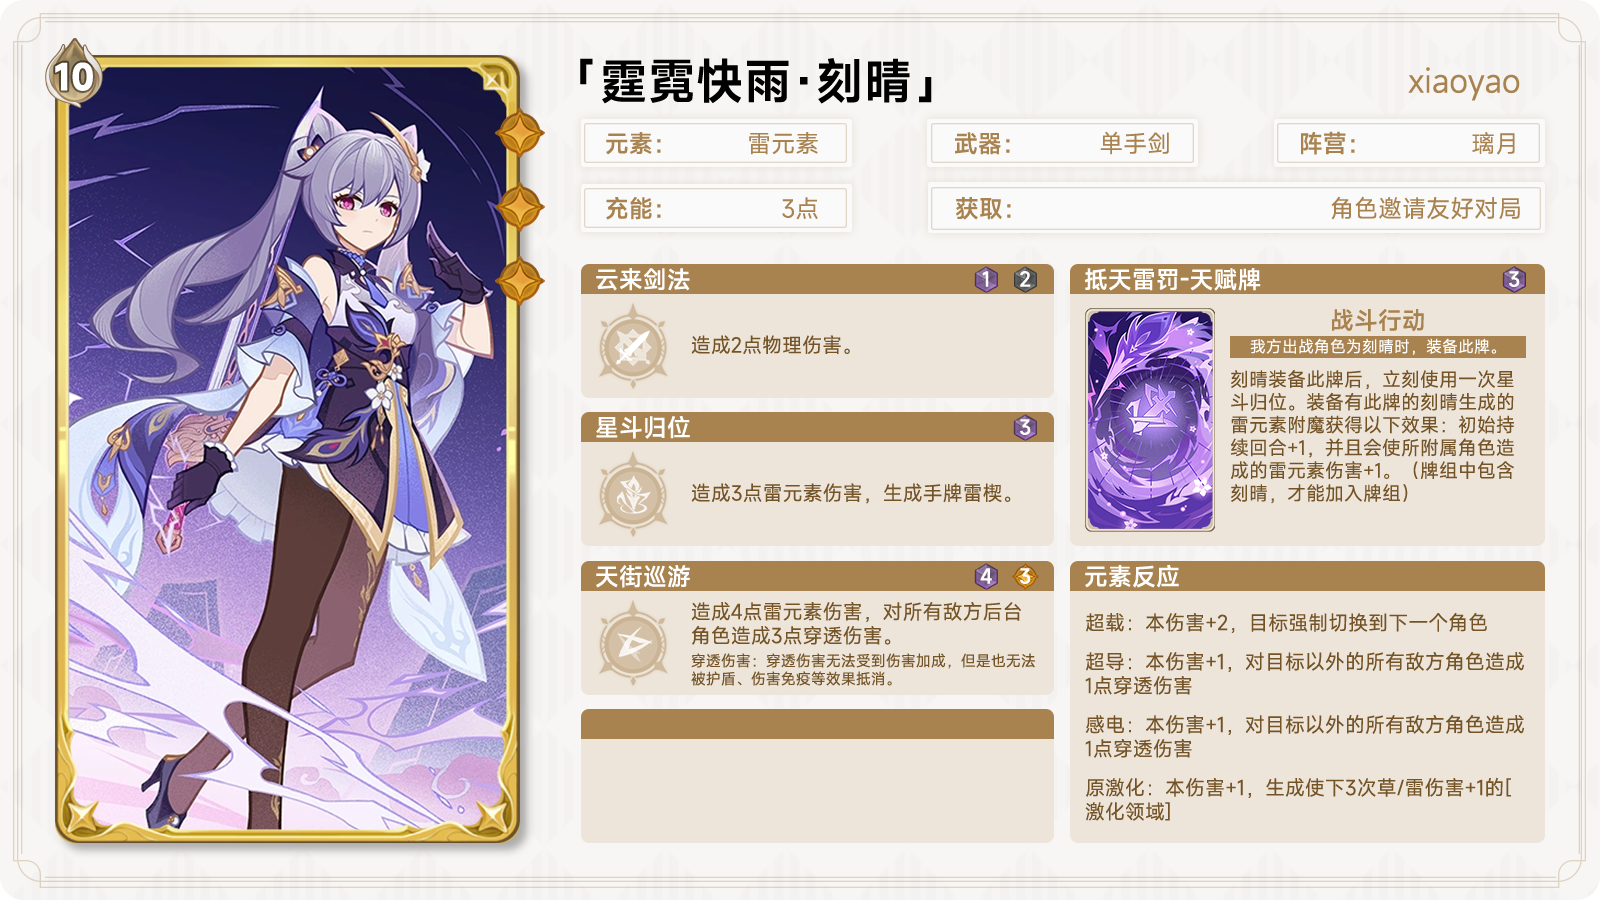 10
「霆霓快雨·刻晴」
xiaoyao
元素： 雷元素
武器： 单手剑
阵营： 璃月
充能： 3点
获取： 角色邀请友好对局
云来剑法 1 2
造成2点物理伤害。
星斗归位 3
造成3点雷元素伤害，生成手牌雷楔。
天街巡游 4 3
造成4点雷元素伤害，对所有敌方后台
角色造成3点穿透伤害。
穿透伤害：穿透伤害无法受到伤害加成，但是也无法
被护盾、伤害免疫等效果抵消。
抵天雷罚-天赋牌 3
战斗行动
我方出战角色为刻晴时，装备此牌。
刻晴装备此牌后，立刻使用一次星
斗归位。装备有此牌的刻晴生成的
雷元素附魔获得以下效果：初始持
续回合+1，并且会使所附属角色造
成的雷元素伤害+1。（牌组中包含
刻晴，才能加入牌组）
元素反应
超载：本伤害+2，目标强制切换到下一个角色
超导：本伤害+1，对目标以外的所有敌方角色造成
1点穿透伤害
感电：本伤害+1，对目标以外的所有敌方角色造成
1点穿透伤害
原激化：本伤害+1，生成使下3次草/雷伤害+1的[
激化领域]